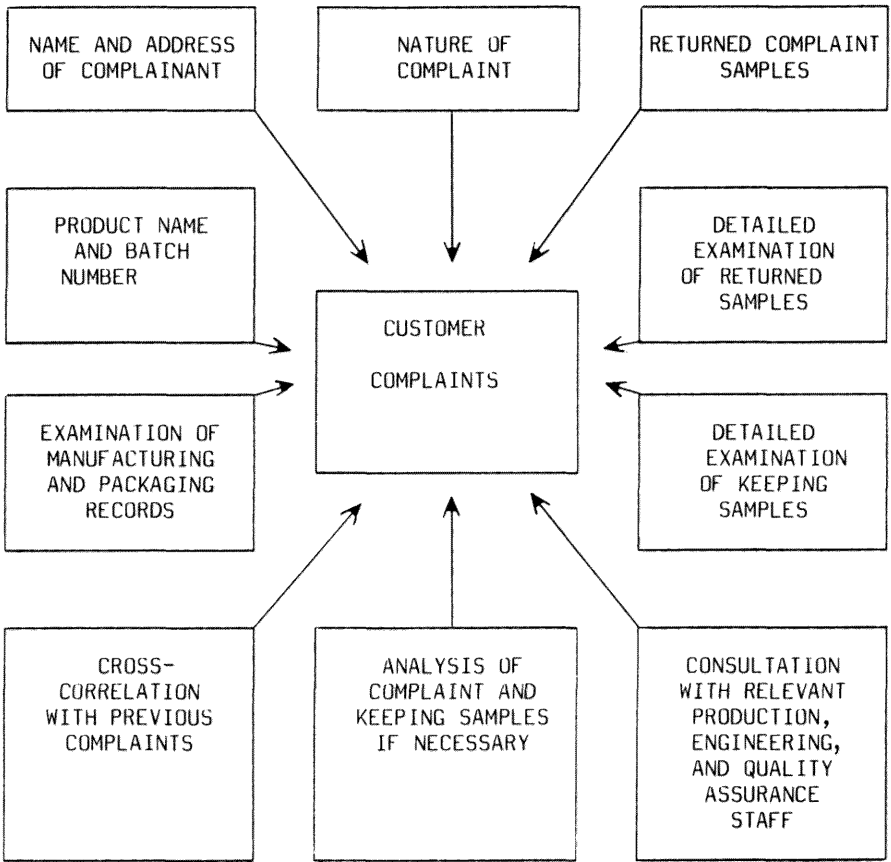 NAME AND ADDRESS
OF COMPLAINANT
NATURE OF
COMPLAINT
RETURNED COMPLAINT
SAMPLES
PRODUCT NAME
AND BATCH
NUMBER
CUSTOMER
COMPLAINTS
DETAILED
EXAMINATION
OF RETURNED
SAMPLES
EXAMINATION OF
MANUFACTURING
AND PACKAGING
RECORDS
DETAILED
EXAMINATION
OF KEEPING
SAMPLES
CROSS-
CORRELATION
WITH PREVIOUS
COMPLAINTS
ANALYSIS OF
COMPLAINT AND
KEEPING SAMPLES
IF NECESSARY
CONSULTATION
WITH RELEVANT
PRODUCTION,
ENGINEERING,
AND QUALITY
ASSURANCE
STAFF